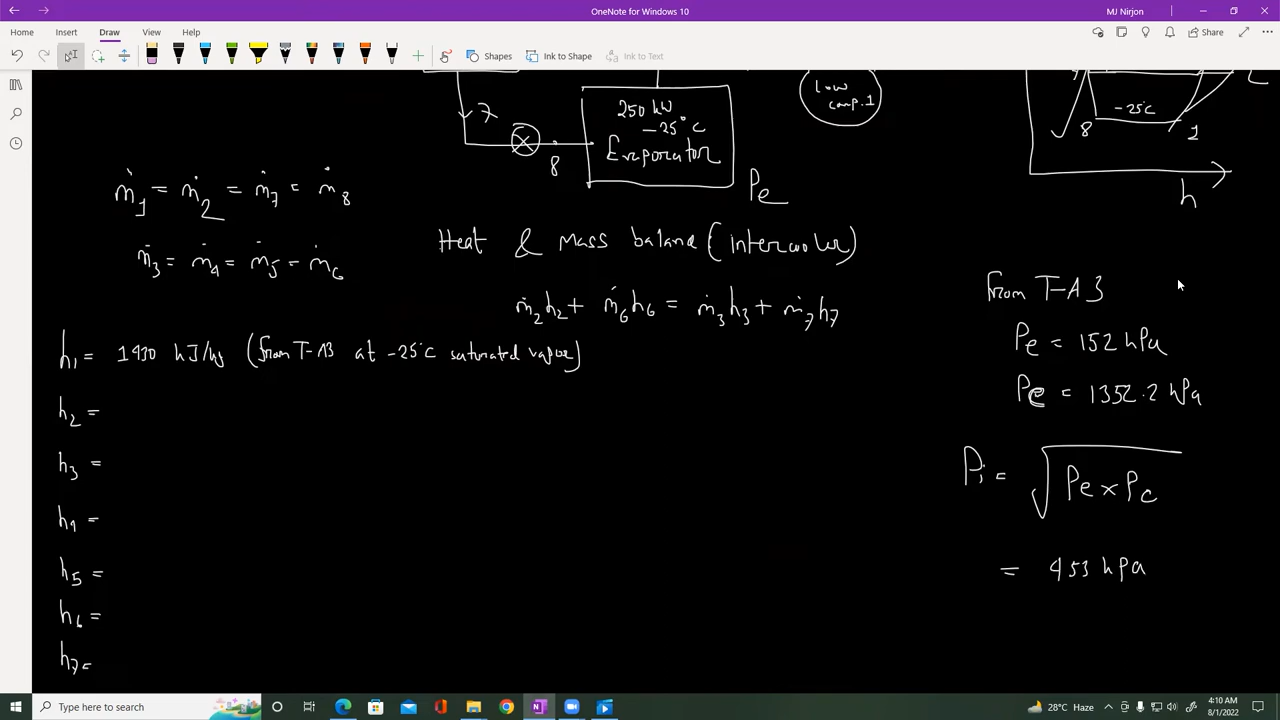 OneNote for Windows 10
MJ Nirjon
Home Insert Draw View Help
Share
Shapes Ink to Shape Ink to Text
7
8
250 kW
-25°C
Evaporator
Pe
Low
comp.1
-25°C
8
1
h
ṁ1 = ṁ2 = ṁ7 = ṁ8
ṁ3 = ṁ4 = ṁ5 = ṁ6
Heat & Mass balance (intercooler)
ṁ2h2 + ṁ6h6 = ṁ3h3 + ṁ7h7
h1 = 1430 kJ/kg (from T-A3 at -25°C saturated vapor)
h2 =
h3 =
h4 =
h5 =
h6 =
h7 =
from T-A3
Pe = 152 kPa
Pc = 1352.2 kPa
Pi = √Pe × Pc
= 453 kPa
Type here to search
28°C Haze
4:10 AM
8/1/2022